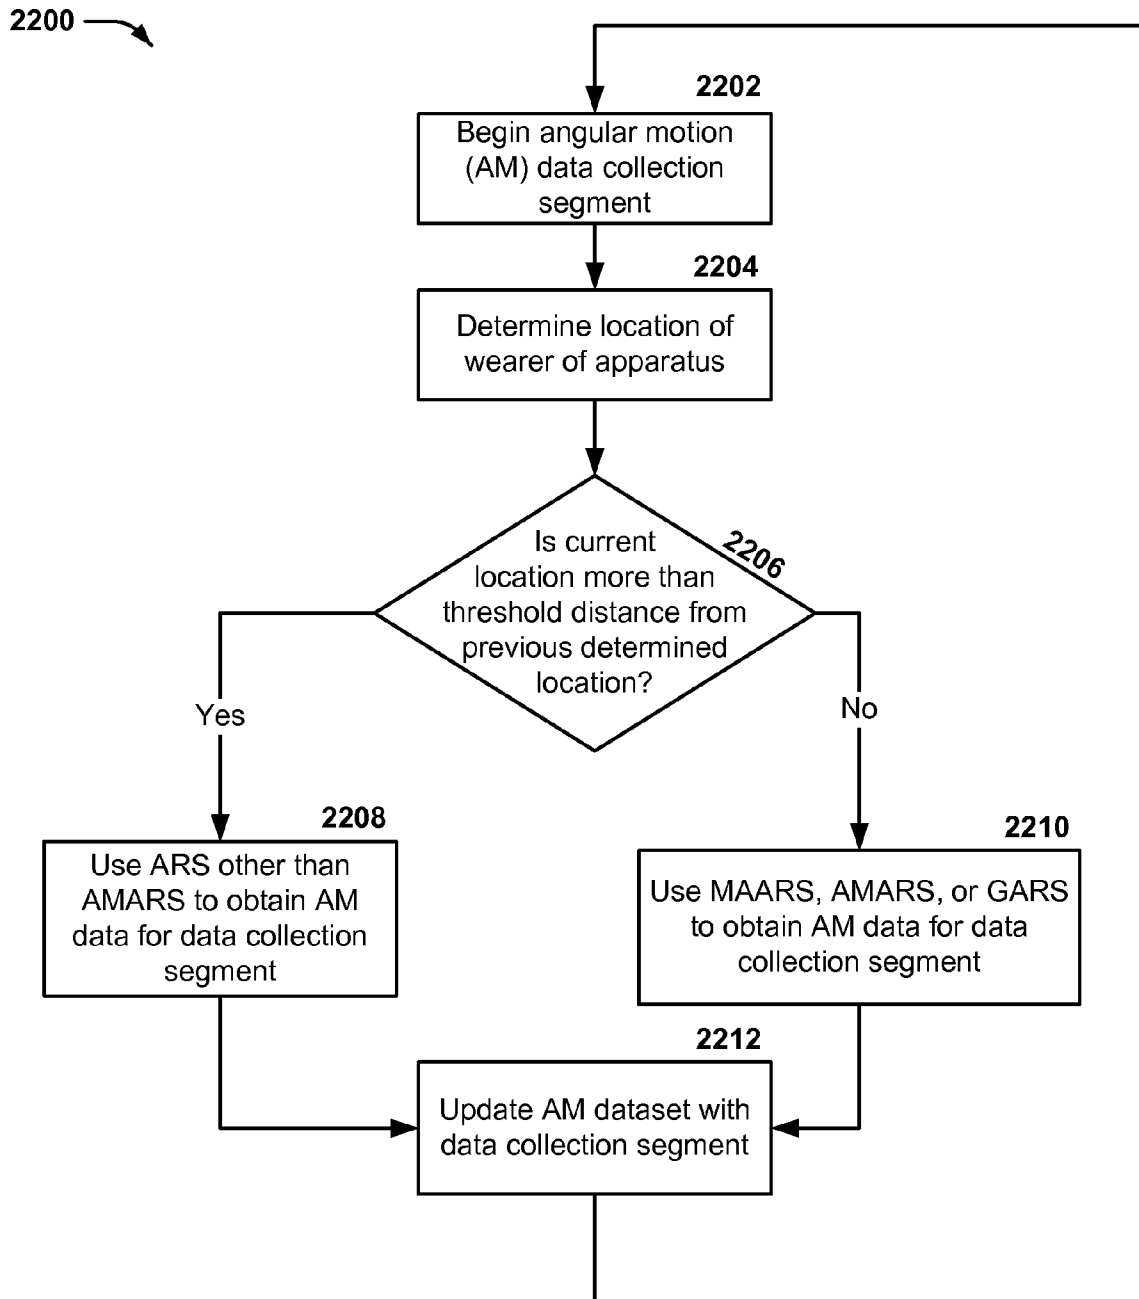 2200
2202
Begin angular motion
(AM) data collection
segment
2204
Determine location of
wearer of apparatus
2206
Is current
location more than
threshold distance from
previous determined
location?
Yes
No
2208
Use ARS other than
AMARS to obtain AM
data for data collection
segment
2210
Use MAARS, AMARS, or GARS
to obtain AM data for data
collection segment
2212
Update AM dataset with
data collection segment